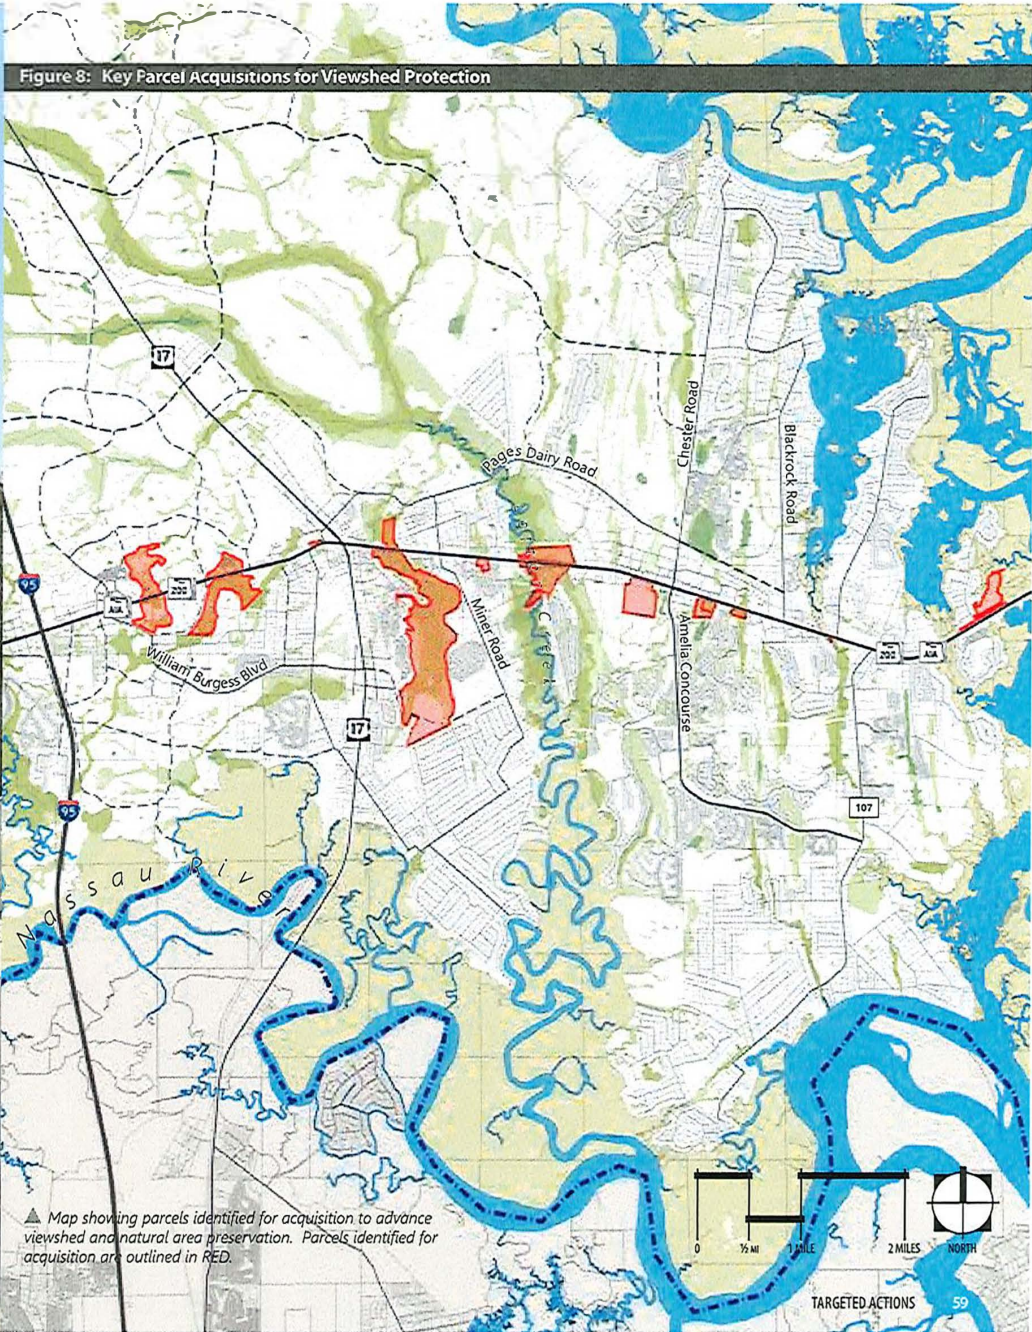 Figure 8: Key Parcel Acquisitions for Viewshed Protection
17
Chester Road
Pages Dairy Road
Blackrock Road
95
200
A1A
Miner Road
Creek
Amelia Concourse
William Burgess Blvd
200
A1A
17
107
95
Nassau River
Map showing parcels identified for acquisition to advance
viewshed and natural area preservation. Parcels identified for
acquisition are outlined in RED.
0 ½ MI 1 MILE 2 MILES
NORTH
TARGETED ACTIONS 59